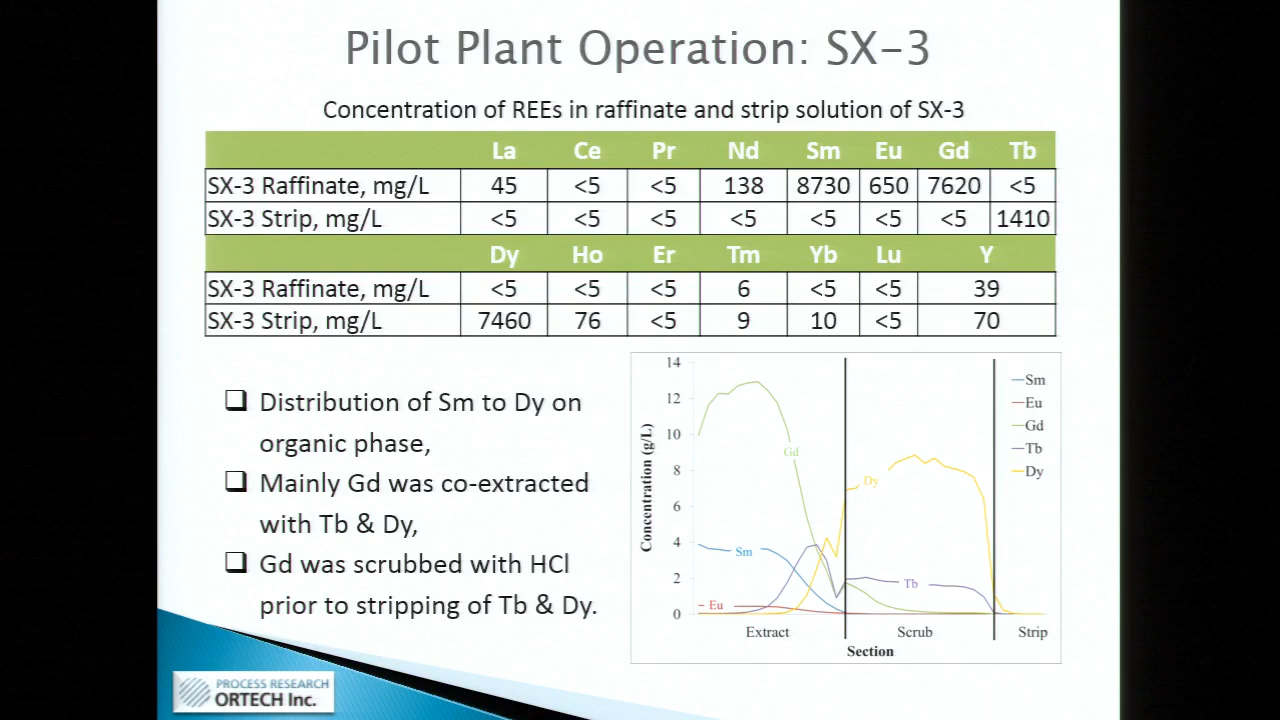 Pilot Plant Operation: SX-3
Concentration of REEs in raffinate and strip solution of SX-3
La Ce Pr Nd Sm Eu Gd Tb
SX-3 Raffinate, mg/L 45 <5 <5 138 8730 650 7620 <5
SX-3 Strip, mg/L <5 <5 <5 <5 <5 <5 <5 1410
Dy Ho Er Tm Yb Lu Y
SX-3 Raffinate, mg/L <5 <5 <5 6 <5 <5 39
SX-3 Strip, mg/L 7460 76 <5 9 10 <5 70
Distribution of Sm to Dy on
organic phase,
Mainly Gd was co-extracted
with Tb & Dy,
Gd was scrubbed with HCl
prior to stripping of Tb & Dy.
Concentration (g/L)
14
12
10
8
6
4
2
0
Gd
Dy
Sm
Tb
Eu
Sm
Eu
Gd
Tb
Dy
Extract Scrub Strip
Section
PROCESS RESEARCH
ORTECH Inc.